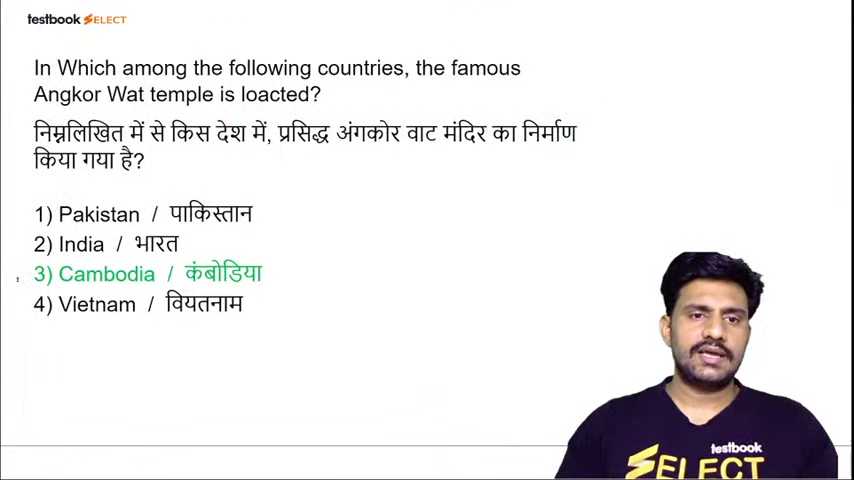 testbook SELECT
In Which among the following countries, the famous
Angkor Wat temple is loacted?
निम्नलिखित में से किस देश में, प्रसिद्ध अंगकोर वाट मंदिर का निर्माण
किया गया है?
1) Pakistan / पाकिस्तान
2) India / भारत
3) Cambodia / कंबोडिया
4) Vietnam / वियतनाम
testbook
SELECT